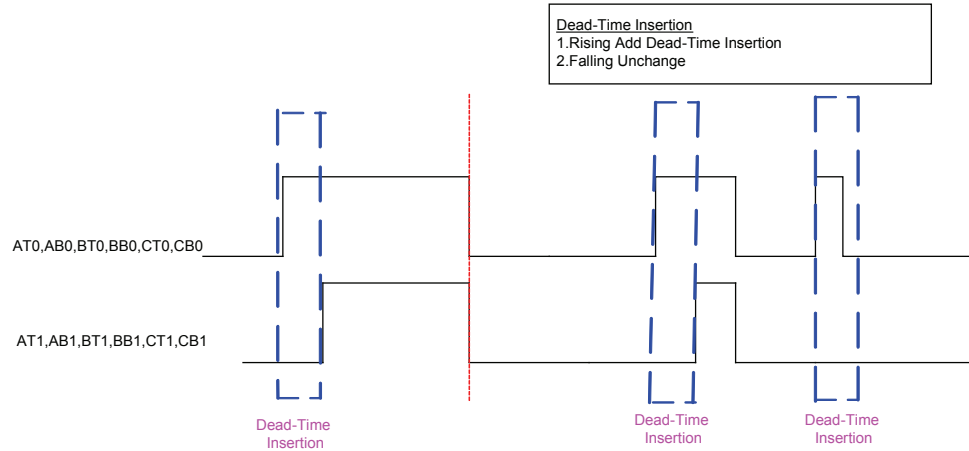 Dead-Time Insertion
1.Rising Add Dead-Time Insertion
2.Falling Unchange
AT0,AB0,BT0,BB0,CT0,CB0
AT1,AB1,BT1,BB1,CT1,CB1
Dead-Time
Insertion
Dead-Time
Insertion
Dead-Time
Insertion